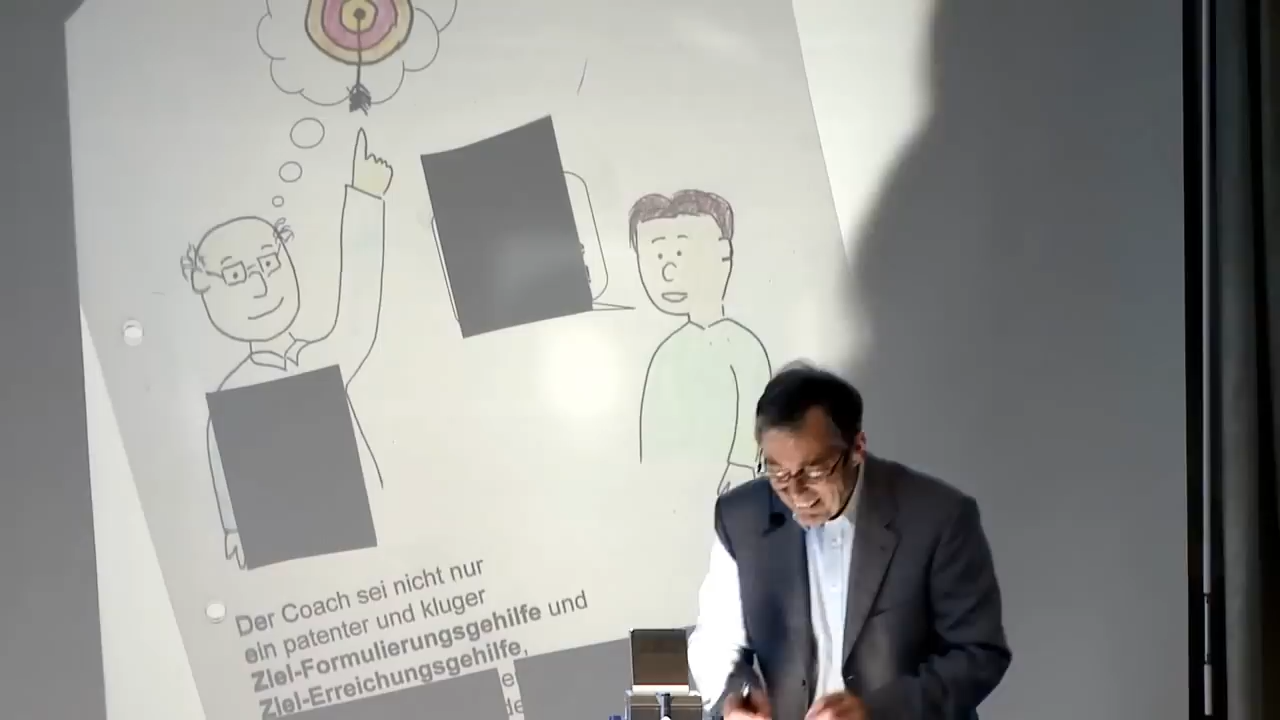 Der Coach sei nicht nur
ein patenter und kluger
Ziel-Formulierungsgehilfe und
Ziel-Erreichungsgehilfe,